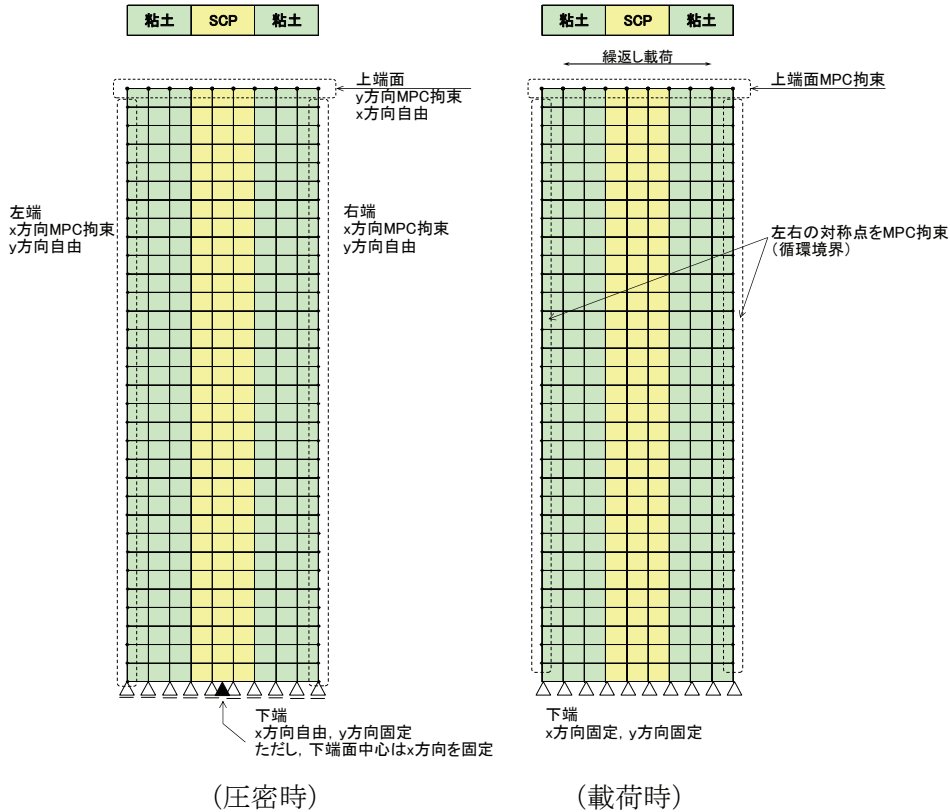 粘土 SCP 粘土
上端面
y方向MPC拘束
x方向自由
左端
x方向MPC拘束
y方向自由
右端
x方向MPC拘束
y方向自由
下端
x方向自由, y方向固定
ただし, 下端面中心はx方向を固定
(圧密時)
粘土 SCP 粘土
繰返し載荷
上端面MPC拘束
左右の対称点をMPC拘束
(循環境界)
下端
x方向固定, y方向固定
(載荷時)